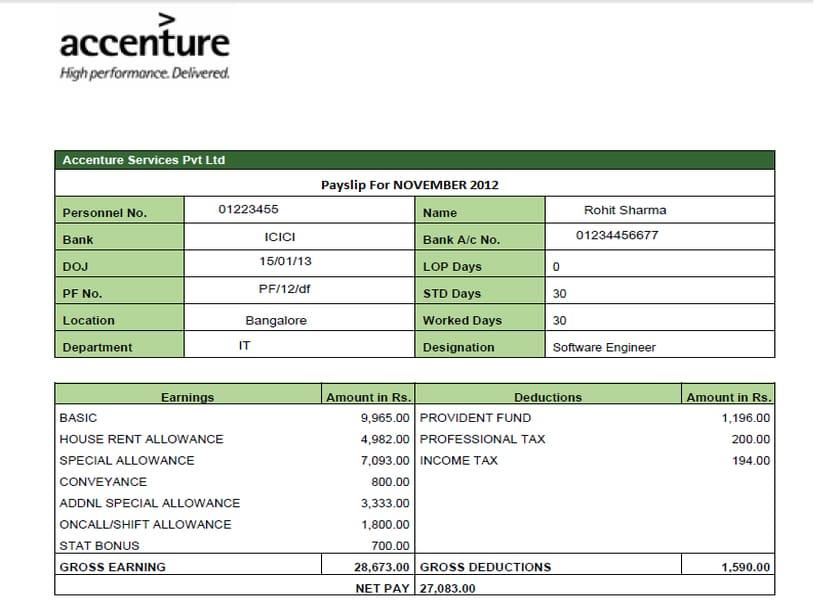 >
accenture
High performance. Delivered.
Accenture Services Pvt Ltd
Payslip For NOVEMBER 2012
Personnel No. 01223455 Name Rohit Sharma
Bank ICICI Bank A/c No. 01234456677
DOJ 15/01/13 LOP Days 0
PF No. PF/12/df STD Days 30
Location Bangalore Worked Days 30
Department IT Designation Software Engineer
Earnings Amount in Rs. Deductions Amount in Rs.
BASIC 9,965.00 PROVIDENT FUND 1,196.00
HOUSE RENT ALLOWANCE 4,982.00 PROFESSIONAL TAX 200.00
SPECIAL ALLOWANCE 7,093.00 INCOME TAX 194.00
CONVEYANCE 800.00
ADDNL SPECIAL ALLOWANCE 3,333.00
ONCALL/SHIFT ALLOWANCE 1,800.00
STAT BONUS 700.00
GROSS EARNING 28,673.00 GROSS DEDUCTIONS 1,590.00
NET PAY 27,083.00